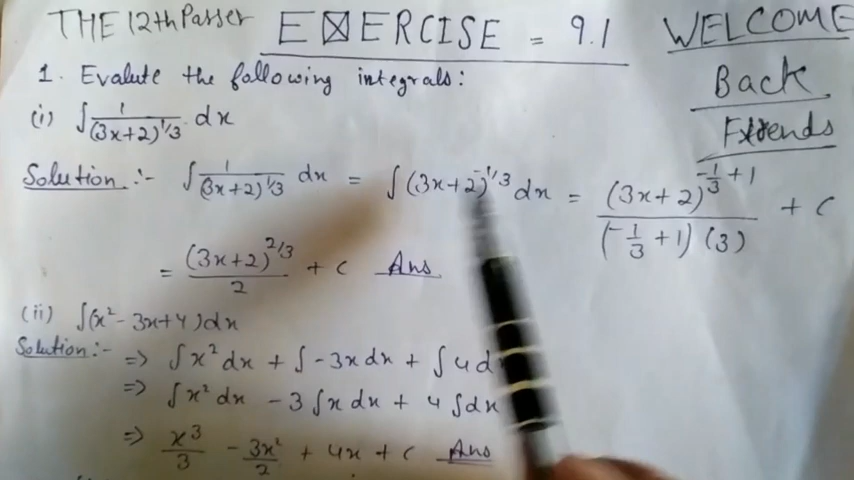 THE 12th Passer EXERCISE = 9.1 WELCOME
Back
Friends
1. Evalute the following integrals:
(i) ∫ 1/(3x+2)^1/3 dx
Solution :- ∫ 1/(3x+2)^1/3 dx = ∫ (3x+2)^-1/3 dx = (3x+2)^(-1/3 + 1) / (-1/3 + 1) (3) + C
= (3x+2)^2/3 / 2 + C Ans
(ii) ∫(x² - 3x+4)dx
Solution :- => ∫ x² dx + ∫ -3x dx + ∫ 4 d
=> ∫ x² dx - 3 ∫x dx + 4 ∫dx
=> x³/3 - 3x²/2 + 4x + C Ans